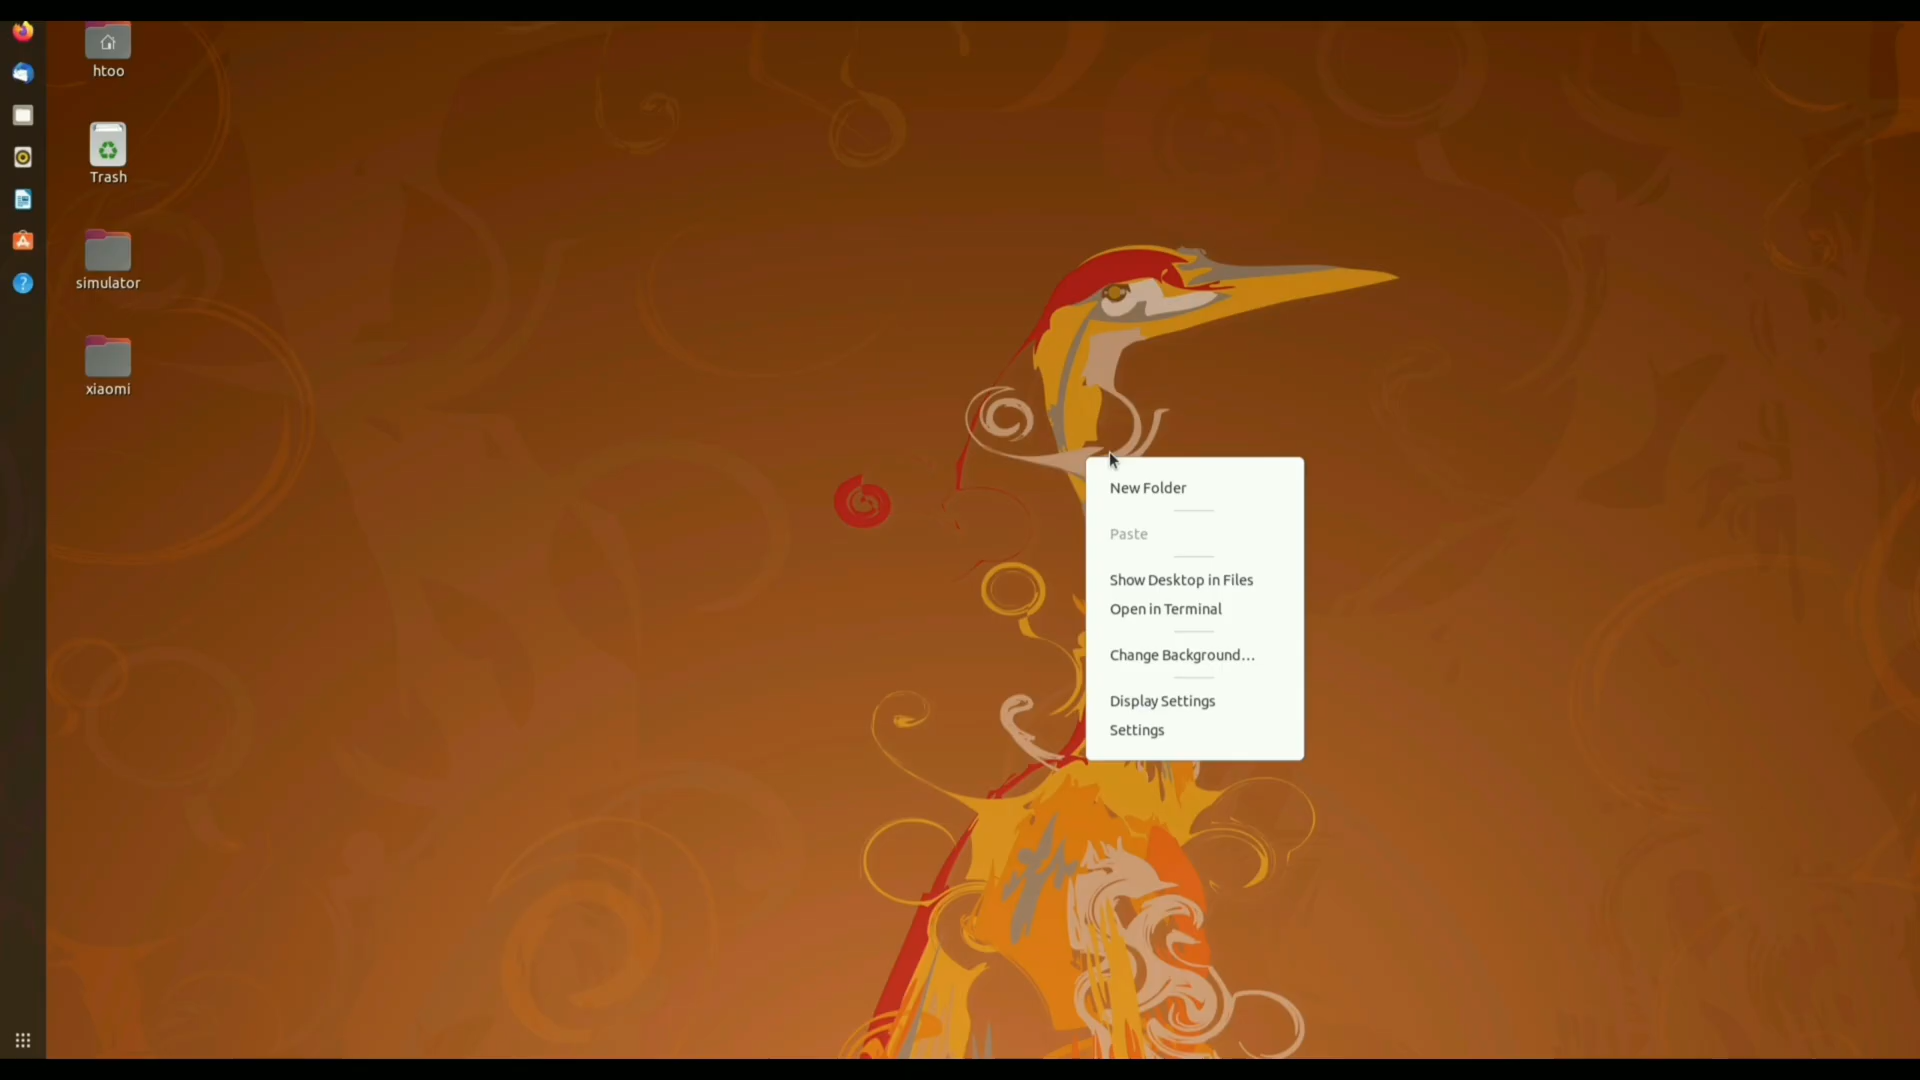 htoo
Trash
simulator
xiaomi
New Folder
Paste
Show Desktop in Files
Open in Terminal
Change Background…
Display Settings
Settings